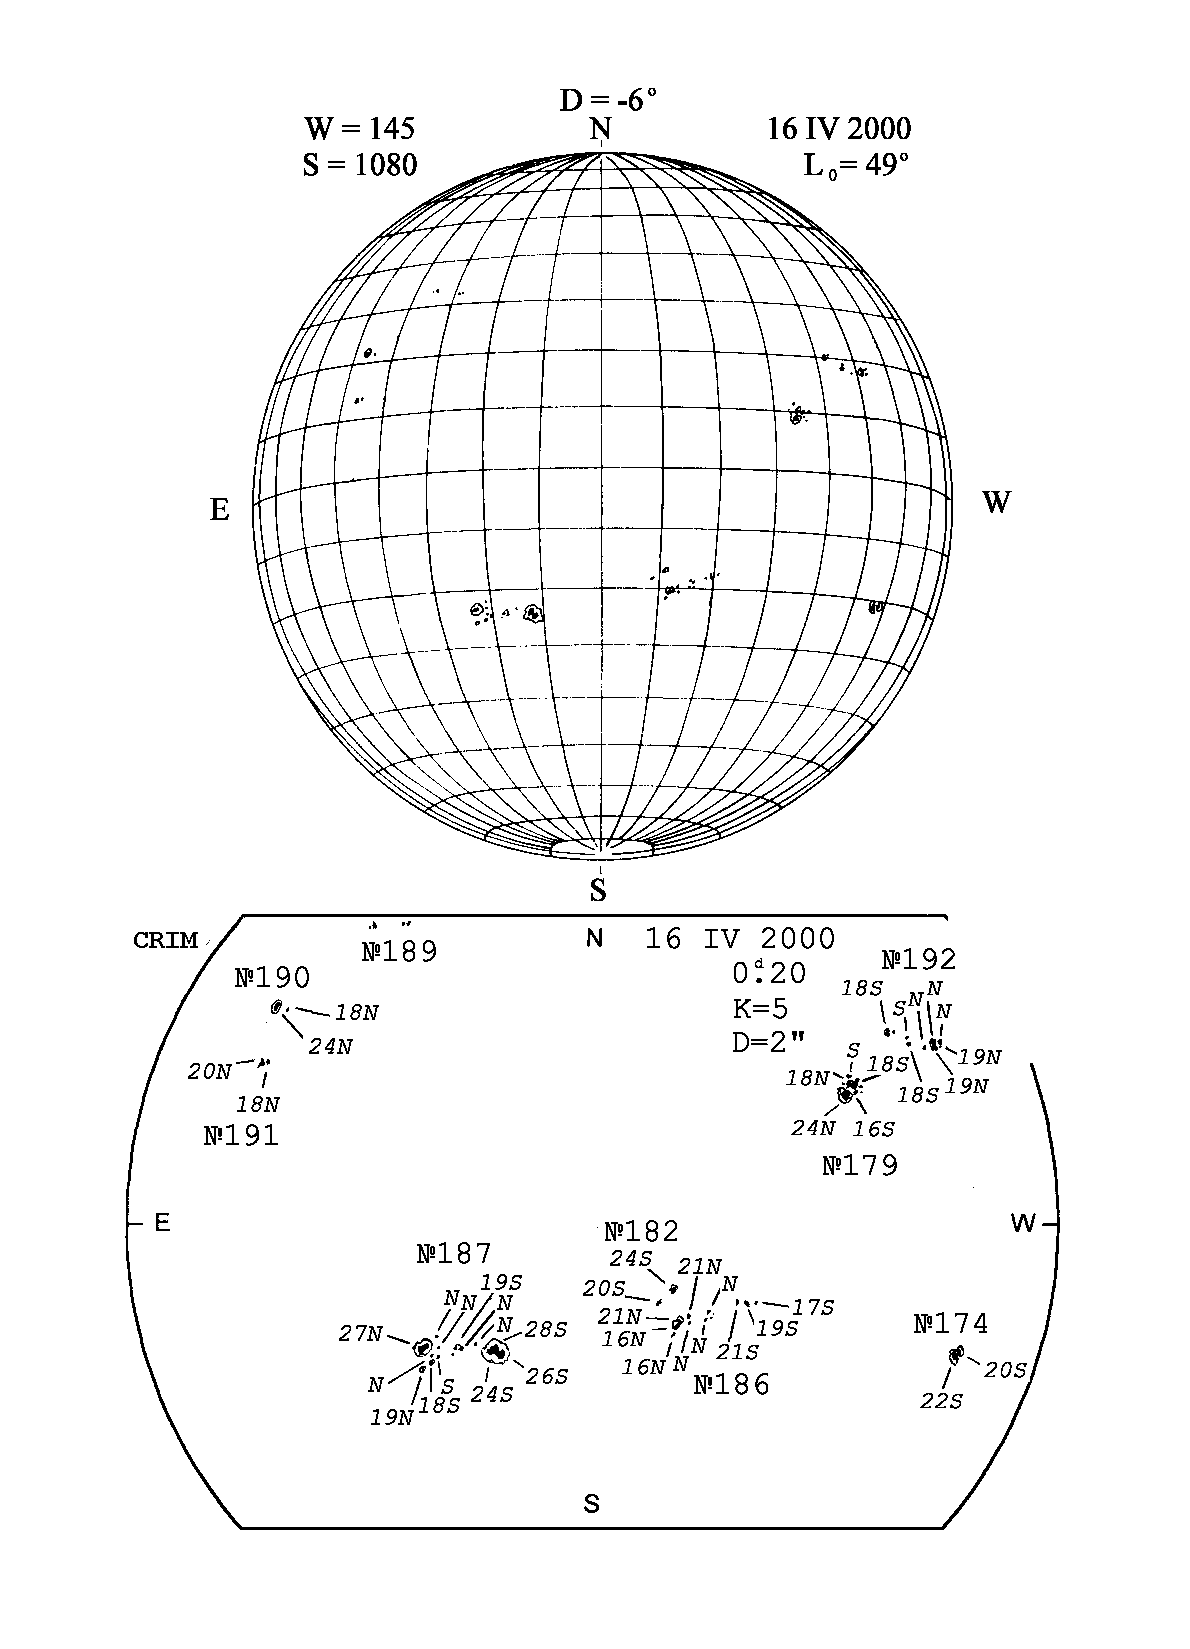 D = -6°
W = 145 N 16 IV 2000
S = 1080 L₀= 49°
E W
S
CRIM №189 N 16 IV 2000
№190 0ᵈ.20 №192
18N K=5 18S S N N N
24N D=2" 19N
20N S 18S 18N
18N 18S 19N
№191 24N 16S
№179
E W
№182
№187 24S 21N
19S 20S N
N N N 21N 17S
27N N 28S 16N 19S №174
N S 26S 16N N N 21S 20S
19N 18S 24S №186 22S
S